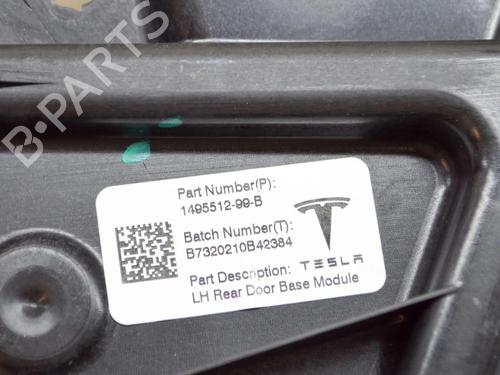 B-PARTS
Part Number(P):
1495512-99-B
Batch Number(T):
B7320210B42384
TESLA
Part Description:
LH Rear Door Base Module